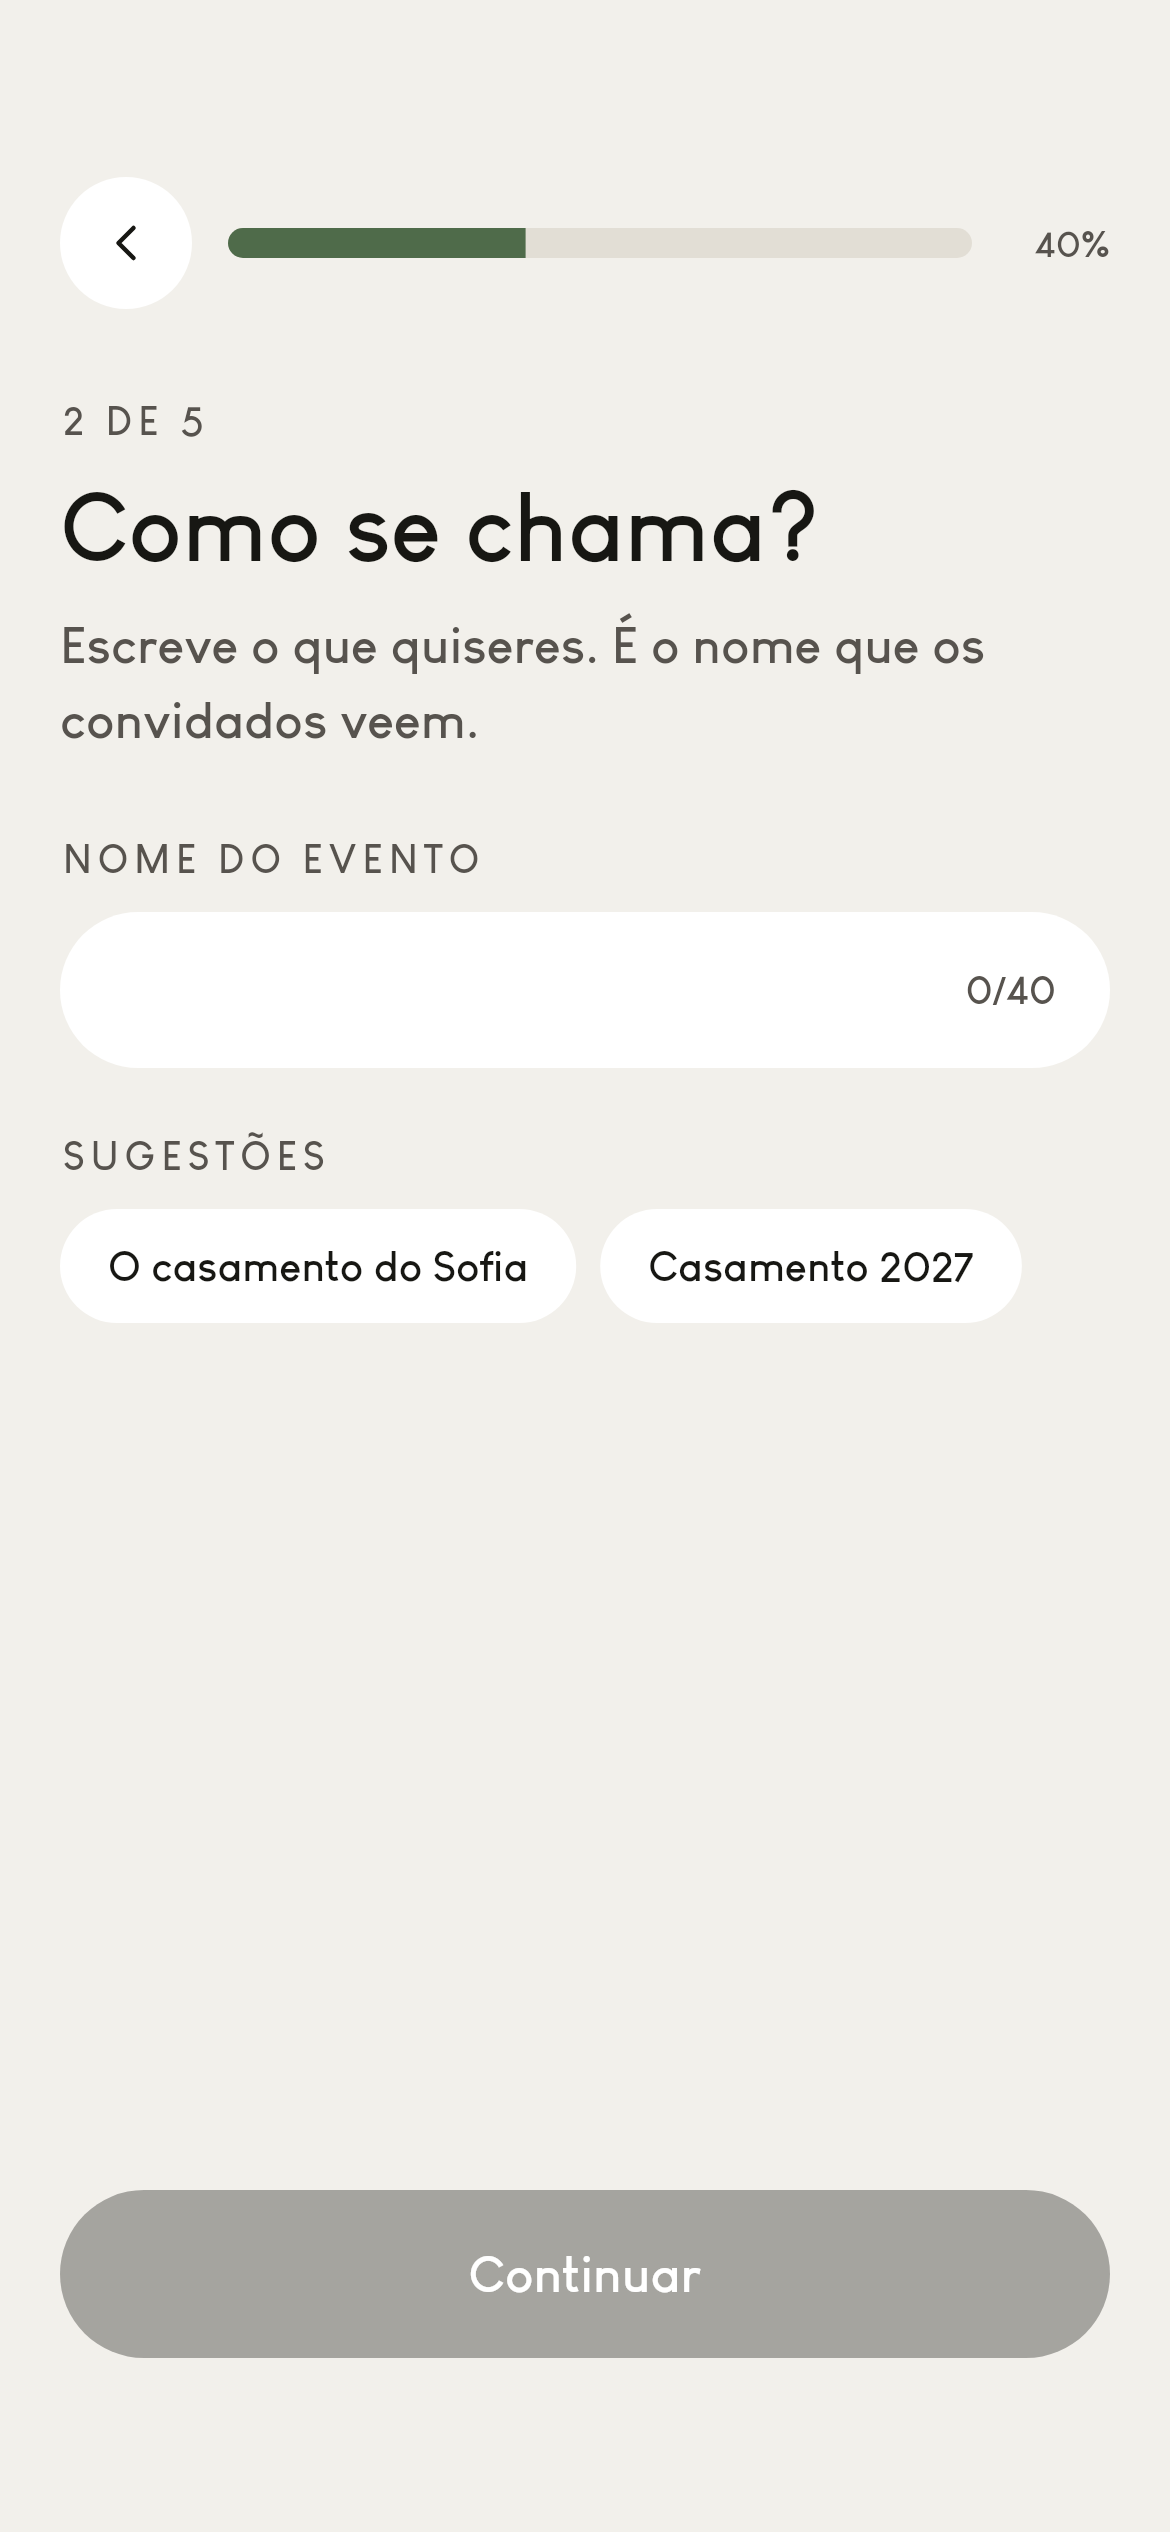 40%
2 DE 5
Como se chama?
Escreve o que quiseres. É o nome que os
convidados veem.
NOME DO EVENTO
0/40
SUGESTÕES
O casamento do Sofia
Casamento 2027
Continuar